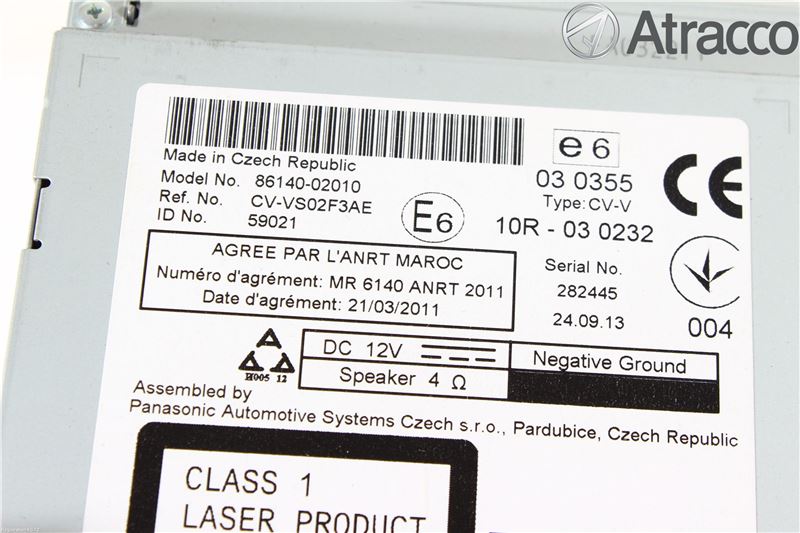 Atracco
Made in Czech Republic
Model No. 86140-02010
Ref. No. CV-VS02F3AE
ID No. 59021
E6
e6
03 0355
Type:CV-V
10R - 03 0232
CE
AGREE PAR L'ANRT MAROC
Numéro d'agrément: MR 6140 ANRT 2011
Date d'agrément: 21/03/2011
Serial No.
282445
24.09.13
004
DC 12V
Negative Ground
Speaker 4 Ω
H005 12
Assembled by
Panasonic Automotive Systems Czech s.r.o., Pardubice, Czech Republic
CLASS 1
LASER PRODUCT